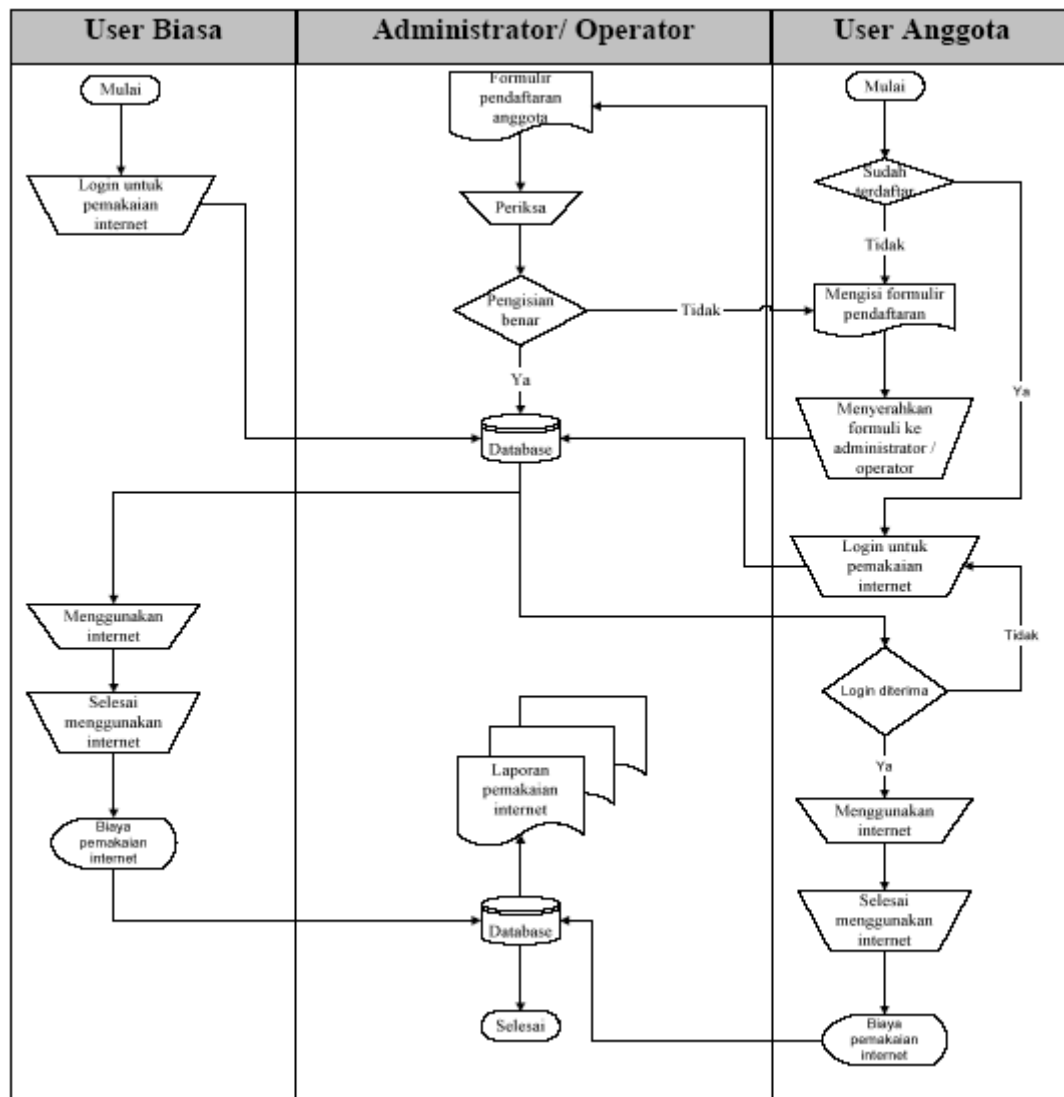 User Biasa
Administrator/ Operator
User Anggota
Mulai
Login untuk
pemakaian
internet
Menggunakan
internet
Selesai
menggunakan
internet
Biaya
pemakaian
internet
Formulir
pendaftaran
anggota
Periksa
Pengisian
benar
Tidak
Ya
Database
Laporan
pemakaian
internet
Database
Selesai
Mulai
Sudah
terdaftar
Tidak
Ya
Mengisi formulir
pendaftaran
Menyerahkan
formuli ke
administrator /
operator
Login untuk
pemakaian
internet
Tidak
Login diterima
Ya
Menggunakan
internet
Selesai
menggunakan
internet
Biaya
pemakaian
internet